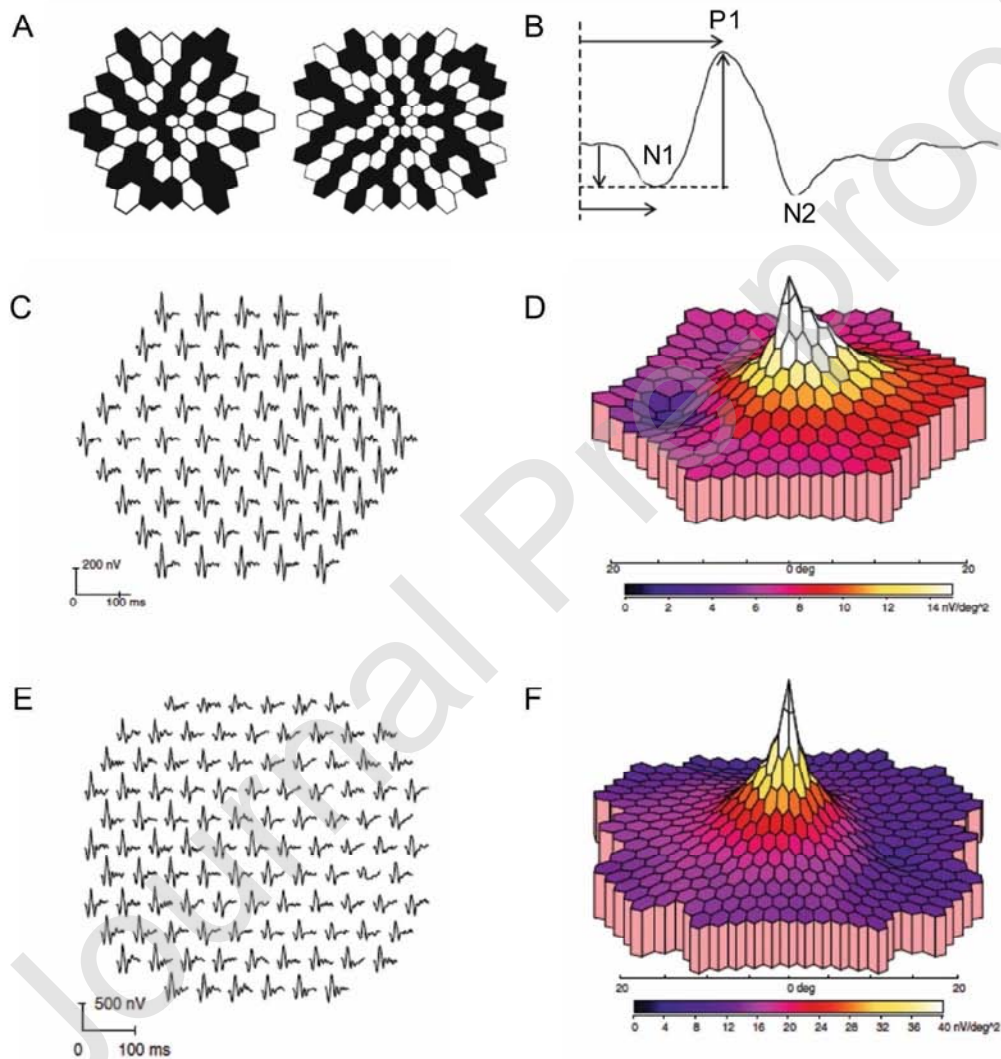 A
B
P1
N1
N2
C
D
200 nV
0 100 ms
20 0 deg 20
0 2 4 6 8 10 12 14 nV/deg^2
E
F
500 nV
0 100 ms
20 0 deg 20
0 4 8 12 16 20 24 28 32 36 40 nV/deg^2
Journal Pre-proof